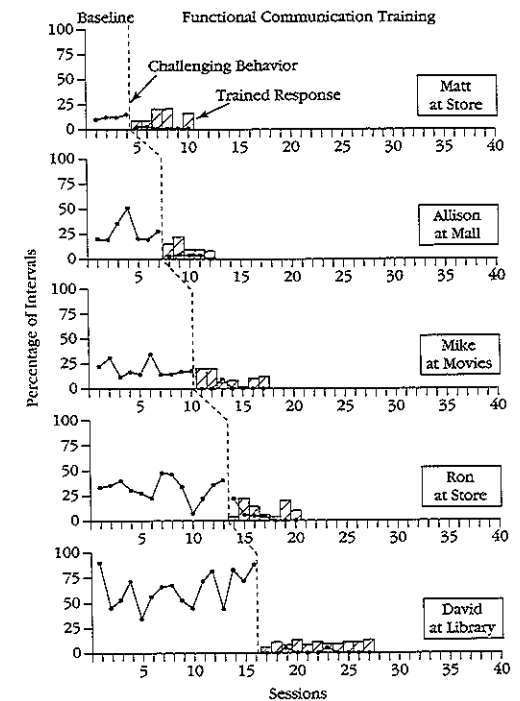 Baseline Functional Communication Training
100
75
50
25
0
Challenging Behavior
Trained Response
Matt
at Store
5 10 15 20 25 30 35 40
100
75
50
25
0
Allison
at Mall
5 10 15 20 25 30 35 40
Percentage of Intervals
100
75
50
25
0
Mike
at Movies
5 10 15 20 25 30 35 40
100
75
50
25
0
Ron
at Store
5 10 15 20 25 30 35 40
100
75
50
25
0
David
at Library
5 10 15 20 25 30 35 40
Sessions